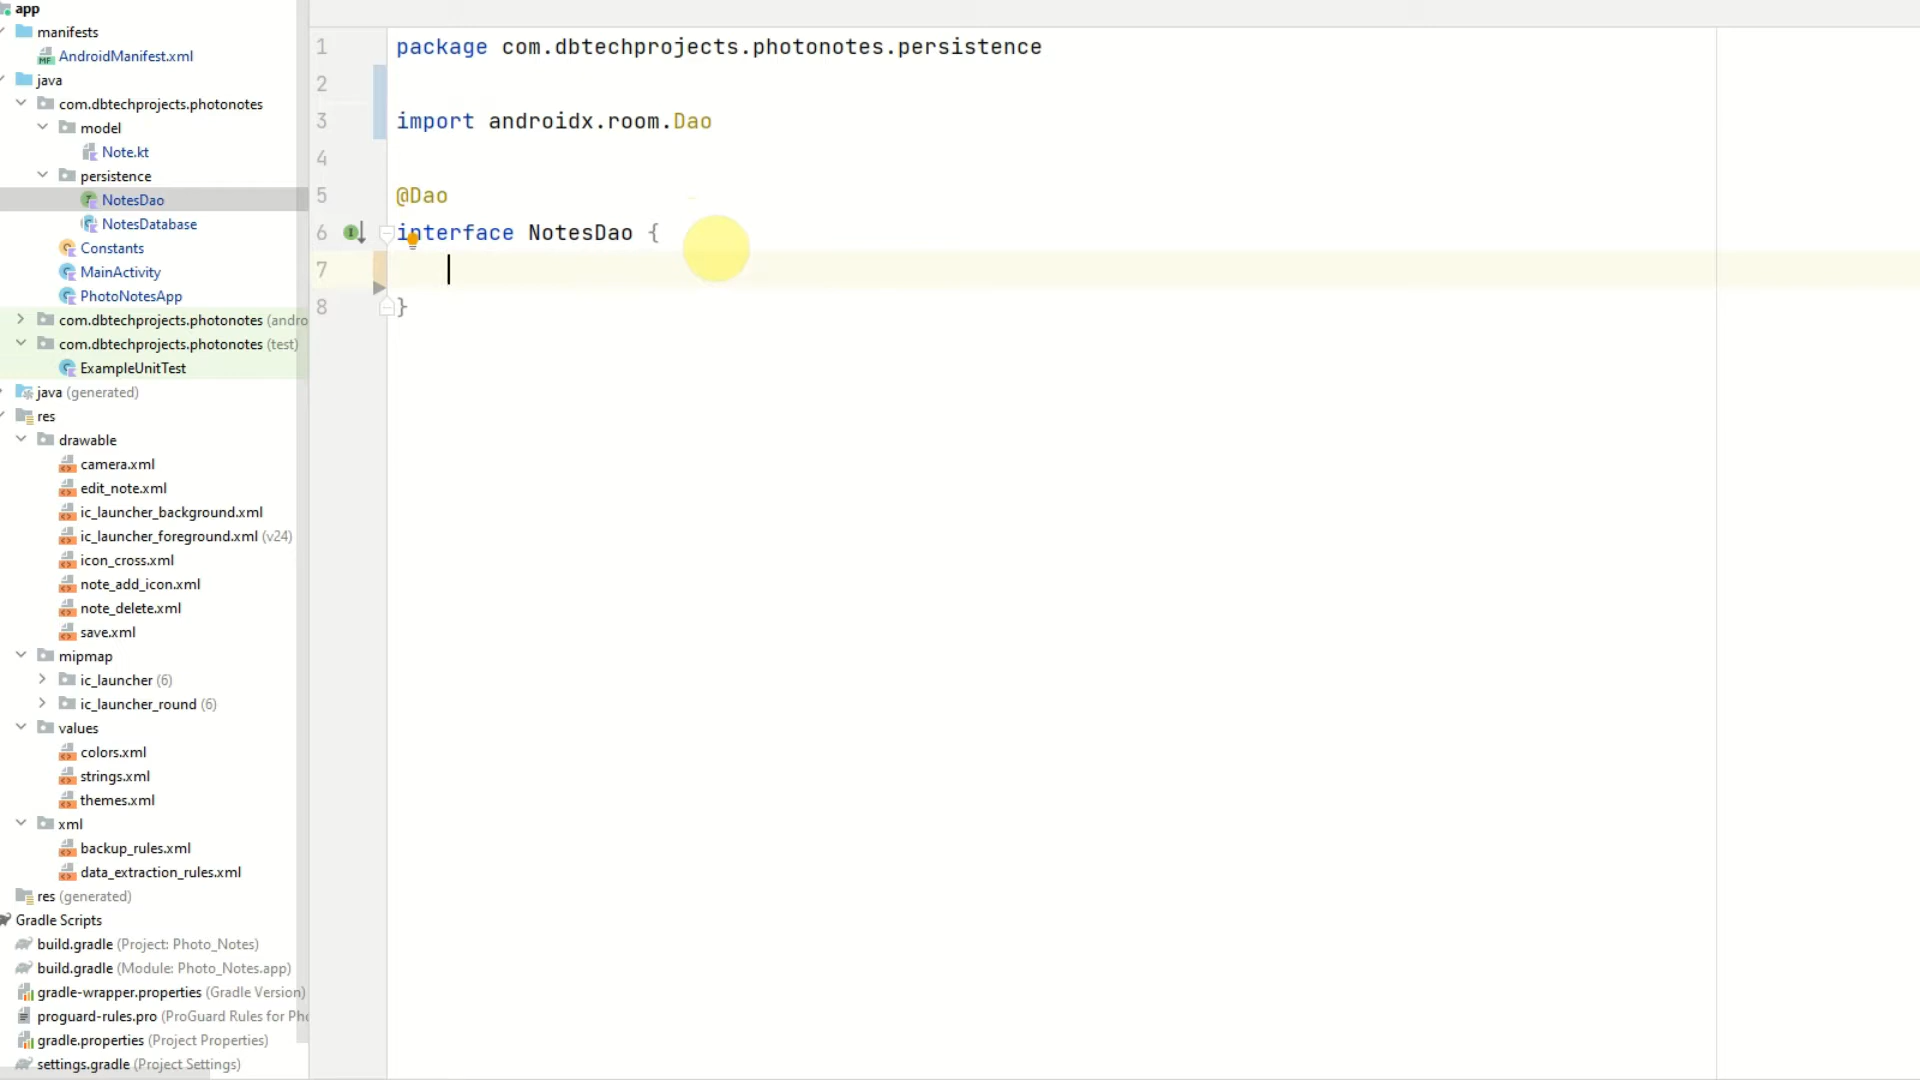 app
manifests
AndroidManifest.xml
java
com.dbtechprojects.photonotes
model
Note.kt
persistence
NotesDao
NotesDatabase
Constants
MainActivity
PhotoNotesApp
com.dbtechprojects.photonotes (andro
com.dbtechprojects.photonotes (test)
ExampleUnitTest
java (generated)
res
drawable
camera.xml
edit_note.xml
ic_launcher_background.xml
ic_launcher_foreground.xml (v24)
icon_cross.xml
note_add_icon.xml
note_delete.xml
save.xml
mipmap
ic_launcher (6)
ic_launcher_round (6)
values
colors.xml
strings.xml
themes.xml
xml
backup_rules.xml
data_extraction_rules.xml
res (generated)
Gradle Scripts
build.gradle (Project: Photo_Notes)
build.gradle (Module: Photo_Notes.app)
gradle-wrapper.properties (Gradle Version)
proguard-rules.pro (ProGuard Rules for Pho
gradle.properties (Project Properties)
settings.gradle (Project Settings)
1 package com.dbtechprojects.photonotes.persistence
2
3 import androidx.room.Dao
4
5 @Dao
6 interface NotesDao {
7
8 }